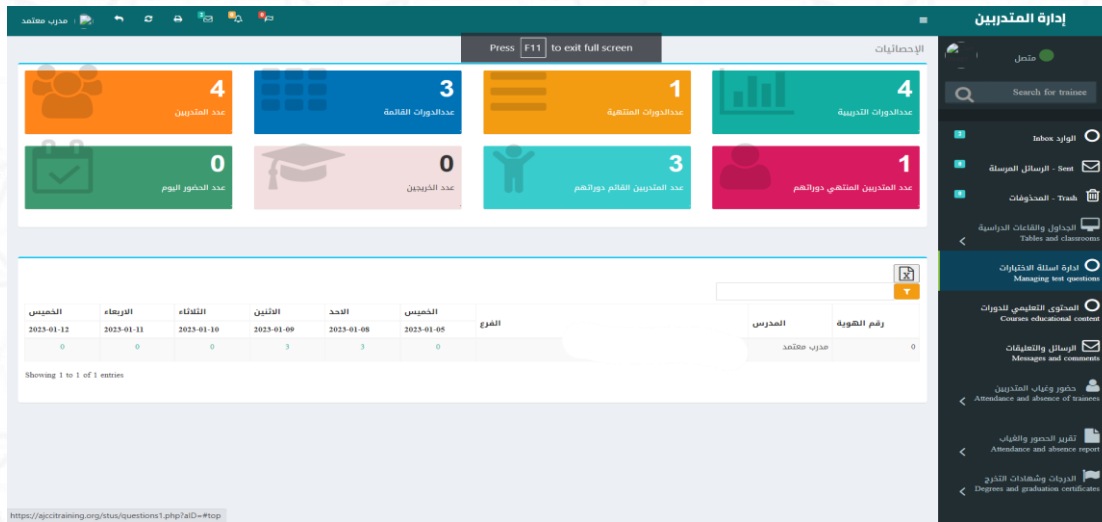 إدارة المتدربين
مدرب معتمد
Press F11 to exit full screen
متصل
Search for trainee
الوارد Inbox
الرسائل المرسلة - Sent
المحذوفات - Trash
الجداول والقاعات الدراسية
Tables and classrooms
ادارة اسئلة الاختبارات
Managing test questions
المحتوى التعليمي للدورات
Courses educational content
الرسائل والتعليقات
Messages and comments
حضور وغياب المتدربين
Attendance and absence of trainees
تقرير الحضور والغياب
Attendance and absence report
الدرجات وشهادات التخرج
Degrees and graduation certificates
الإحصائيات
4
عددالدورات التدريبية
1
عددالدورات المنتهية
3
عددالدورات القائمة
4
عدد المتدربين
1
عدد المتدربين المنتهي دوراتهم
3
عدد المتدربين القائم دوراتهم
0
عدد الخريجين
0
عدد الحضور اليوم
رقم الهوية المدرس الفرع الخميس الاحد الاثنين الثلاثاء الاربعاء الخميس
2023-01-05 2023-01-08 2023-01-09 2023-01-10 2023-01-11 2023-01-12
0 مدرب معتمد 0 3 3 0 0 0
Showing 1 to 1 of 1 entries
https://ajccitraining.org/stus/questions1.php?aID=#top